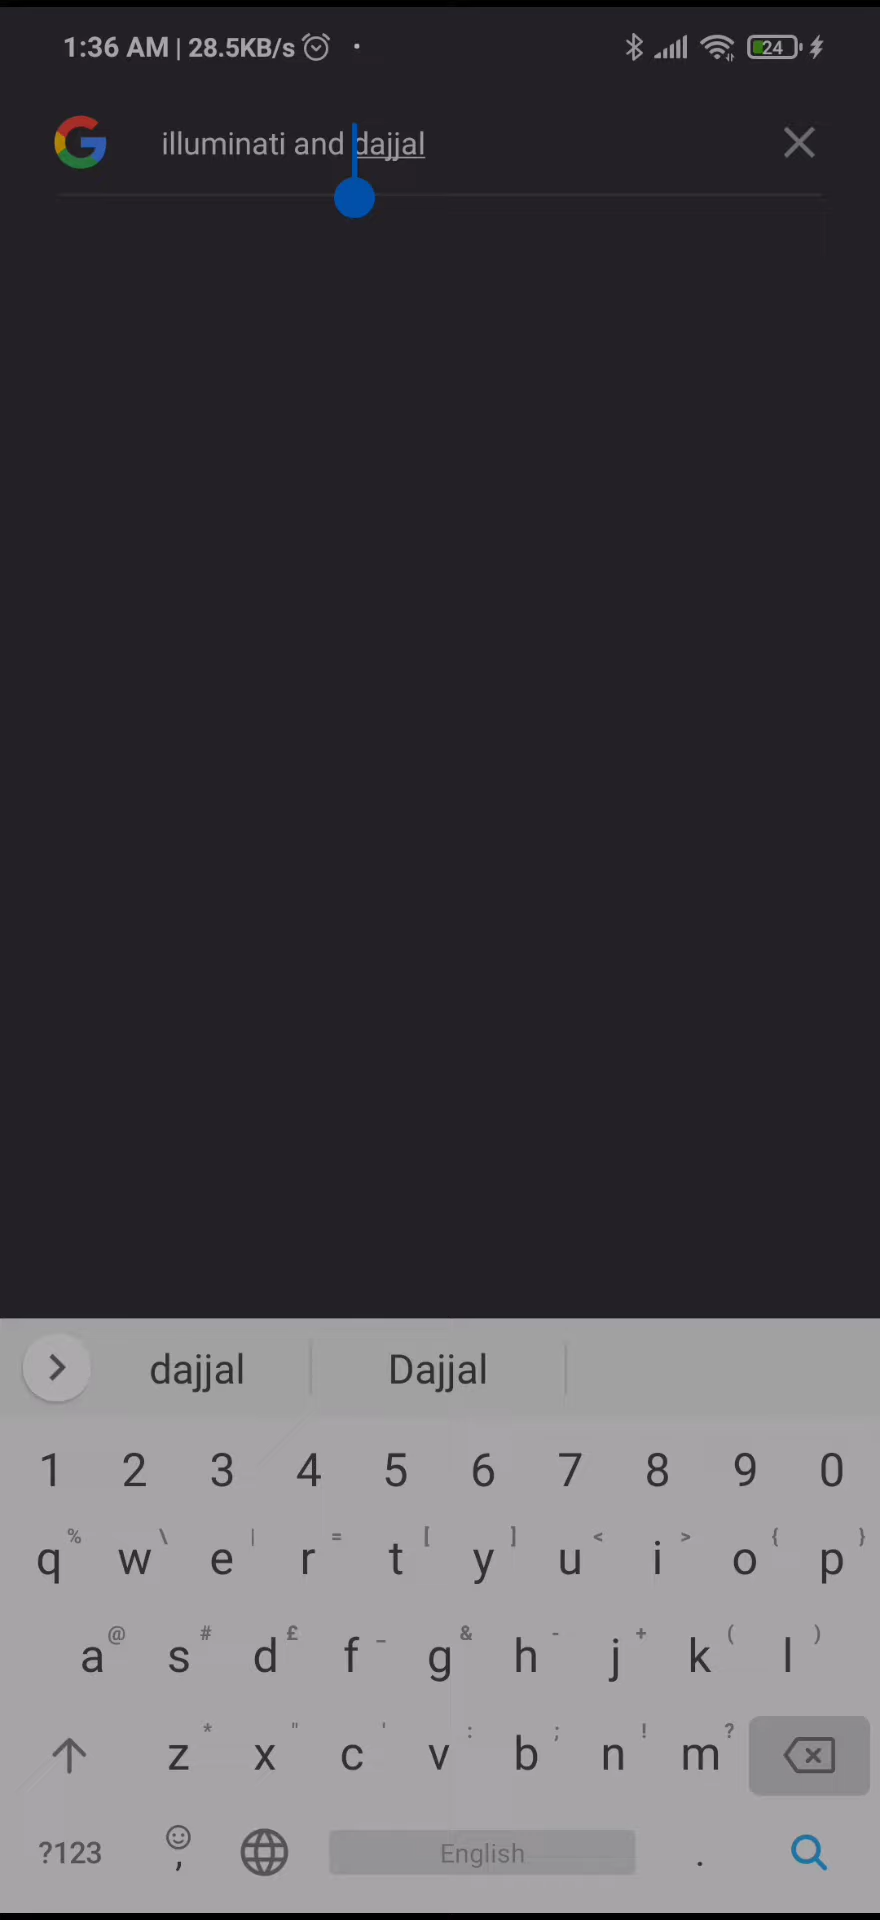 1:36 AM | 28.5KB/s
24
illuminati and dajjal
dajjal Dajjal
1 2 3 4 5 6 7 8 9 0
% \ | = [ ] < > { }
q w e r t y u i o p
@ # £ _ & - + ( )
a s d f g h j k l
* " ' : ; ! ?
z x c v b n m
?123 , English .